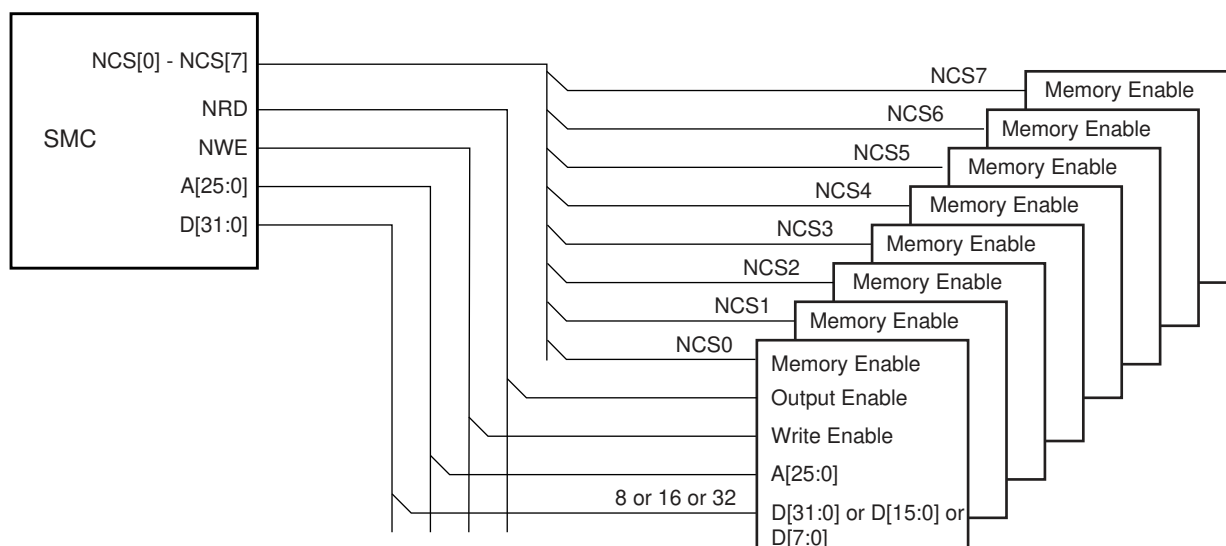 NCS[0] - NCS[7]
NRD
SMC
NWE
A[25:0]
D[31:0]
NCS7
Memory Enable
NCS6
Memory Enable
NCS5
Memory Enable
NCS4
Memory Enable
NCS3
Memory Enable
NCS2
Memory Enable
NCS1
Memory Enable
NCS0
Memory Enable
Output Enable
Write Enable
A[25:0]
8 or 16 or 32
D[31:0] or D[15:0] or
D[7:0]